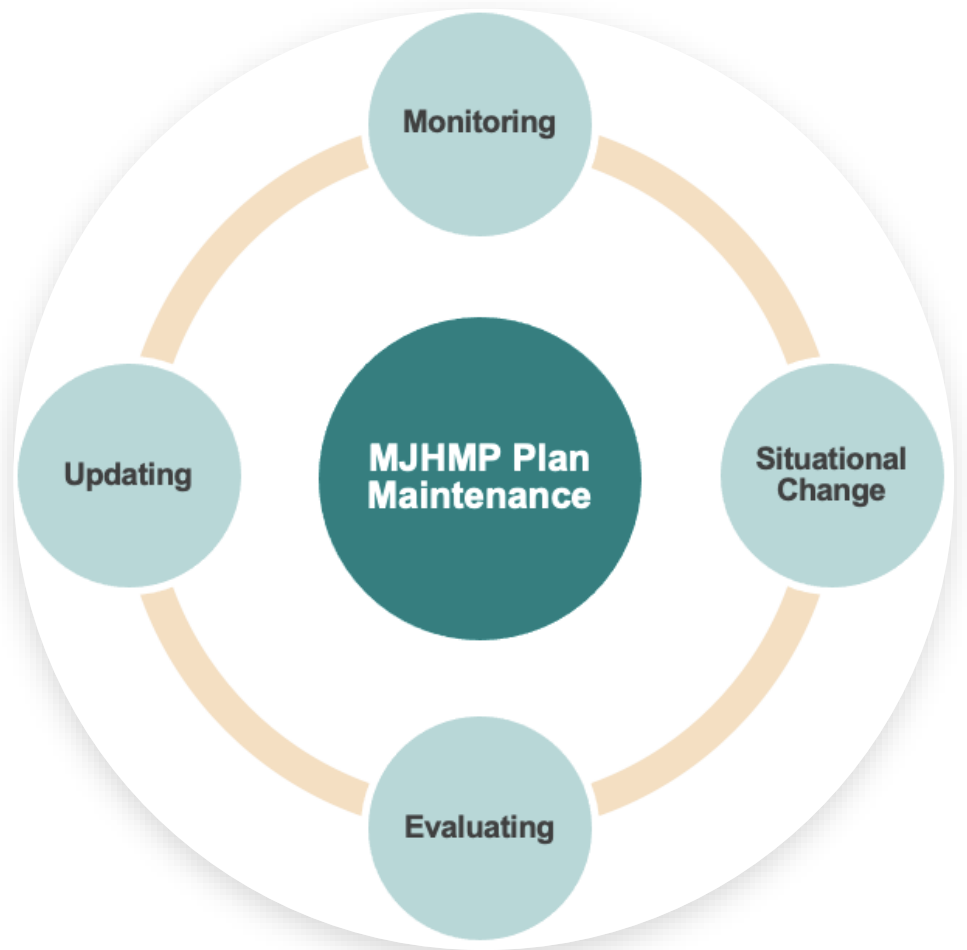 Monitoring
Updating
MJHMP Plan
Maintenance
Situational
Change
Evaluating